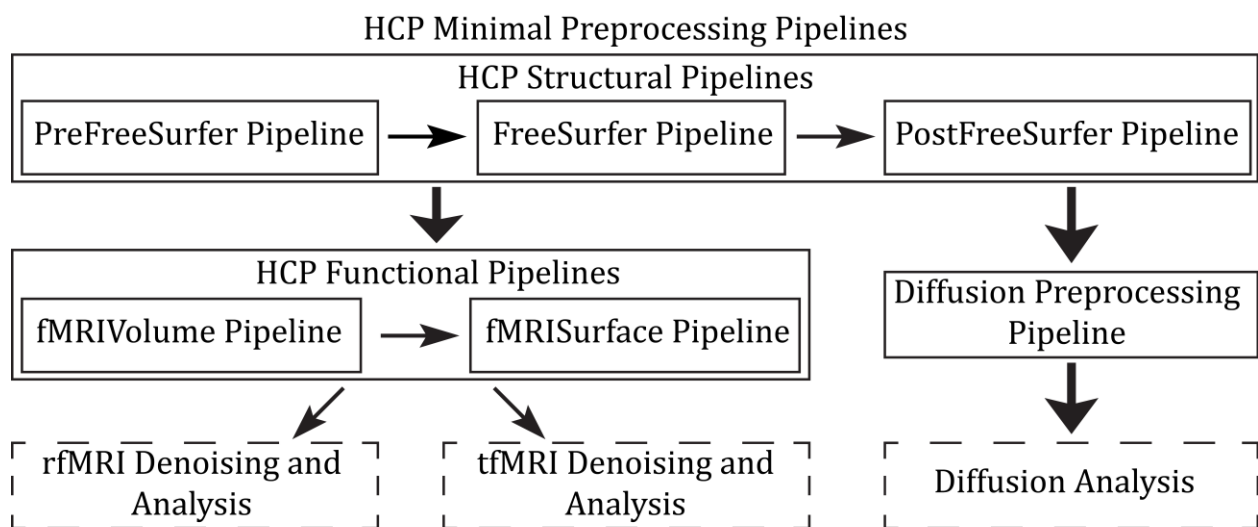 HCP Minimal Preprocessing Pipelines
HCP Structural Pipelines
PreFreeSurfer Pipeline
FreeSurfer Pipeline
PostFreeSurfer Pipeline
HCP Functional Pipelines
fMRIVolume Pipeline
fMRISurface Pipeline
Diffusion Preprocessing
Pipeline
rfMRI Denoising and
Analysis
tfMRI Denoising and
Analysis
Diffusion Analysis